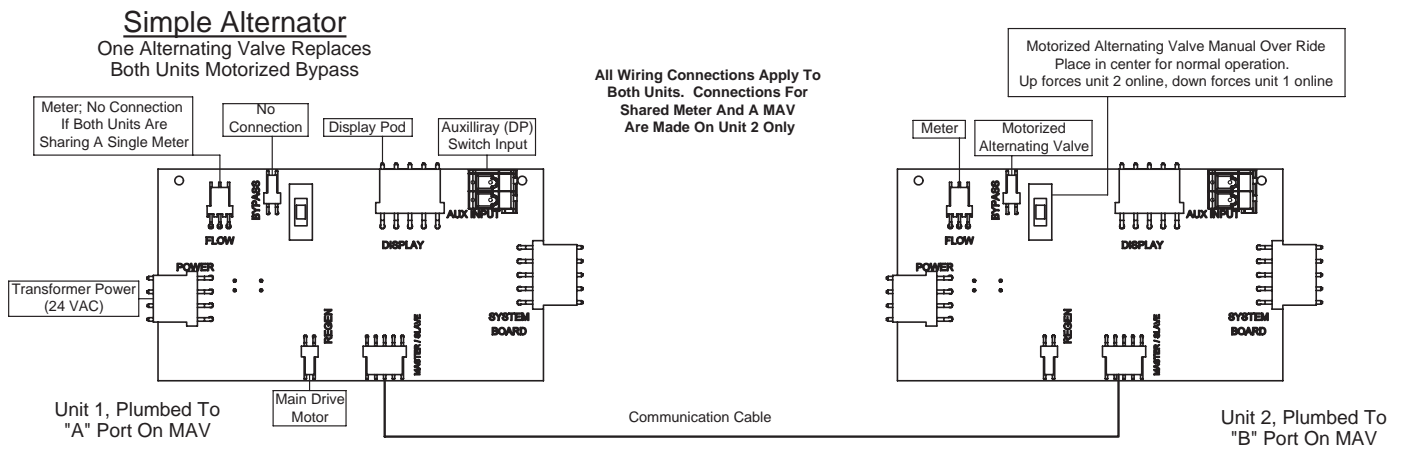 Simple Alternator
One Alternating Valve Replaces
Both Units Motorized Bypass
Meter; No Connection
If Both Units Are
Sharing A Single Meter
No
Connection
Display Pod
Auxilliray (DP)
Switch Input
All Wiring Connections Apply To
Both Units. Connections For
Shared Meter And A MAV
Are Made On Unit 2 Only
Motorized Alternating Valve Manual Over Ride
Place in center for normal operation.
Up forces unit 2 online, down forces unit 1 online
Meter
Motorized
Alternating Valve
FLOW
BYPASS
DISPLAY
AUX INPUT
POWER
SYSTEM
BOARD
REGEN
MASTER / SLAVE
Transformer Power
(24 VAC)
Main Drive
Motor
FLOW
BYPASS
DISPLAY
AUX INPUT
POWER
SYSTEM
BOARD
REGEN
MASTER / SLAVE
Unit 1, Plumbed To
"A" Port On MAV
Communication Cable
Unit 2, Plumbed To
"B" Port On MAV